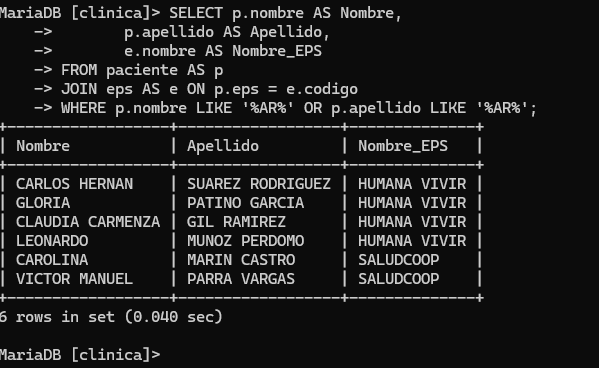 MariaDB [clinica]> SELECT p.nombre AS Nombre,
    ->        p.apellido AS Apellido,
    ->        e.nombre AS Nombre_EPS
    -> FROM paciente AS p
    -> JOIN eps AS e ON p.eps = e.codigo
    -> WHERE p.nombre LIKE '%AR%' OR p.apellido LIKE '%AR%';
+------------------+------------------+--------------+
| Nombre           | Apellido         | Nombre_EPS   |
+------------------+------------------+--------------+
| CARLOS HERNAN    | SUAREZ RODRIGUEZ | HUMANA VIVIR |
| GLORIA           | PATINO GARCIA    | HUMANA VIVIR |
| CLAUDIA CARMENZA | GIL RAMIREZ      | HUMANA VIVIR |
| LEONARDO         | MUNOZ PERDOMO    | HUMANA VIVIR |
| CAROLINA         | MARIN CASTRO     | SALUDCOOP    |
| VICTOR MANUEL    | PARRA VARGAS     | SALUDCOOP    |
+------------------+------------------+--------------+
6 rows in set (0.040 sec)
MariaDB [clinica]>